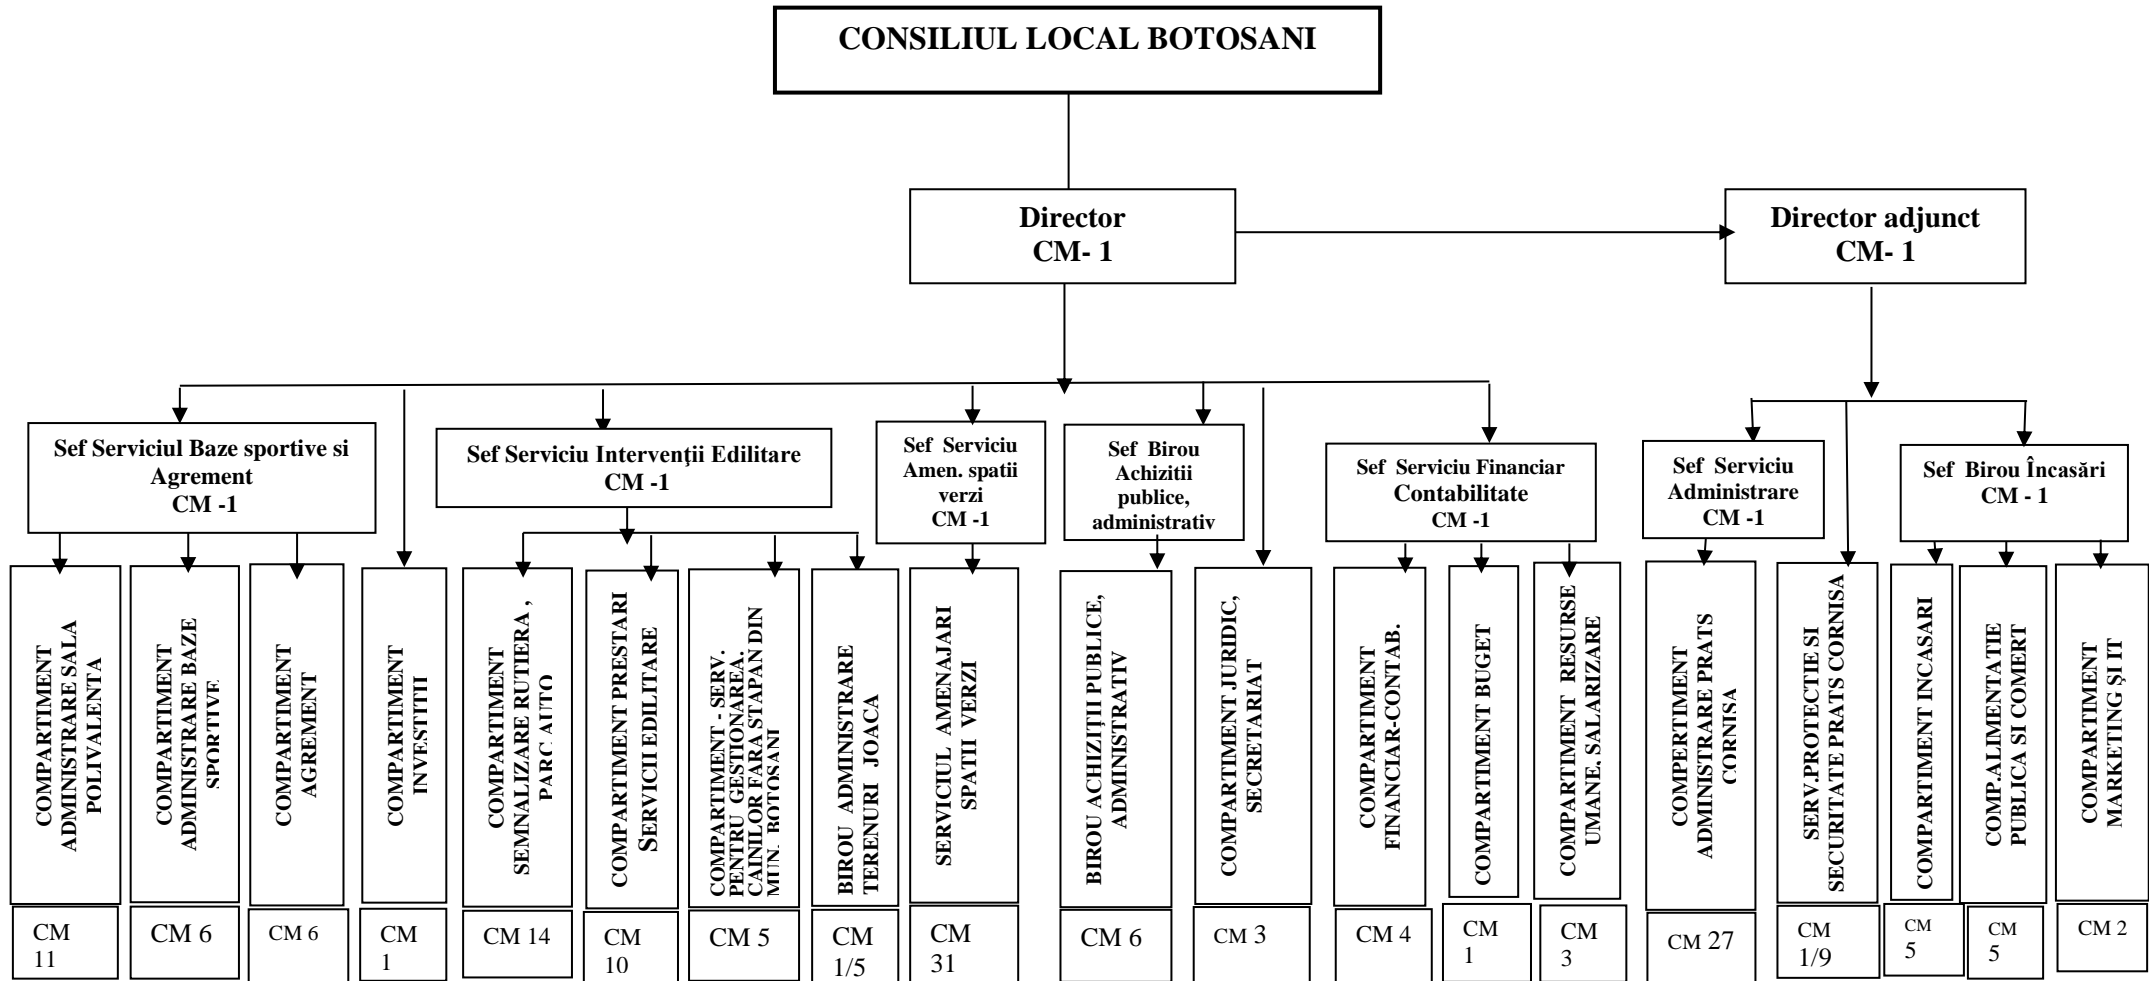 CONSILIUL LOCAL BOTOSANI
Director
CM- 1
Director adjunct
CM- 1
Sef Serviciul Baze sportive si
Agrement
CM -1
Sef Serviciu Intervenţii Edilitare
CM -1
Sef Serviciu
Amen. spatii
verzi
CM -1
Sef Birou
Achizitii
publice,
administrativ
Sef Serviciu Financiar
Contabilitate
CM -1
Sef Serviciu
Administrare
CM -1
Sef Birou Încasări
CM - 1
COMPARTIMENT
ADMINISTRARE SALA
POLIVALENTA
COMPARTIMENT
ADMINISTRARE BAZE
SPORTIVE
COMPARTIMENT
AGREMENT
COMPARTIMENT
INVESTITII
COMPARTIMENT
SEMNALIZARE RUTIERA ,
PARC AUTO
COMPARTIMENT PRESTARI
SERVICII EDILITARE
COMPARTIMENT - SERV.
PENTRU GESTIONAREA.
CAINILOR FARA STAPAN DIN
MUN. BOTOSANI
BIROU ADMINISTRARE
TERENURI JOACA
SERVICIUL AMENAJARI
SPATII VERZI
BIROU ACHIZIŢII PUBLICE,
ADMINISTRATIV
COMPARTIMENT JURIDIC,
SECRETARIAT
COMPARTIMENT
FINANCIAR-CONTAB.
COMPARTIMENT BUGET
COMPARTIMENT RESURSE
UMANE, SALARIZARE
COMPERTIMENT
ADMINISTRARE PRATS
CORNISA
SERV.PROTECTIE SI
SECURITATE PRATS CORNISA
COMPARTIMENT INCASARI
COMP.ALIMENTATIE
PUBLICA SI COMERT
COMPARTIMENT
MARKETING ŞI IT
CM
11
CM 6
CM 6
CM
1
CM 14
CM
10
CM 5
CM
1/5
CM
31
CM 6
CM 3
CM 4
CM
1
CM
3
CM 27
CM
1/9
CM
5
CM
5
CM 2